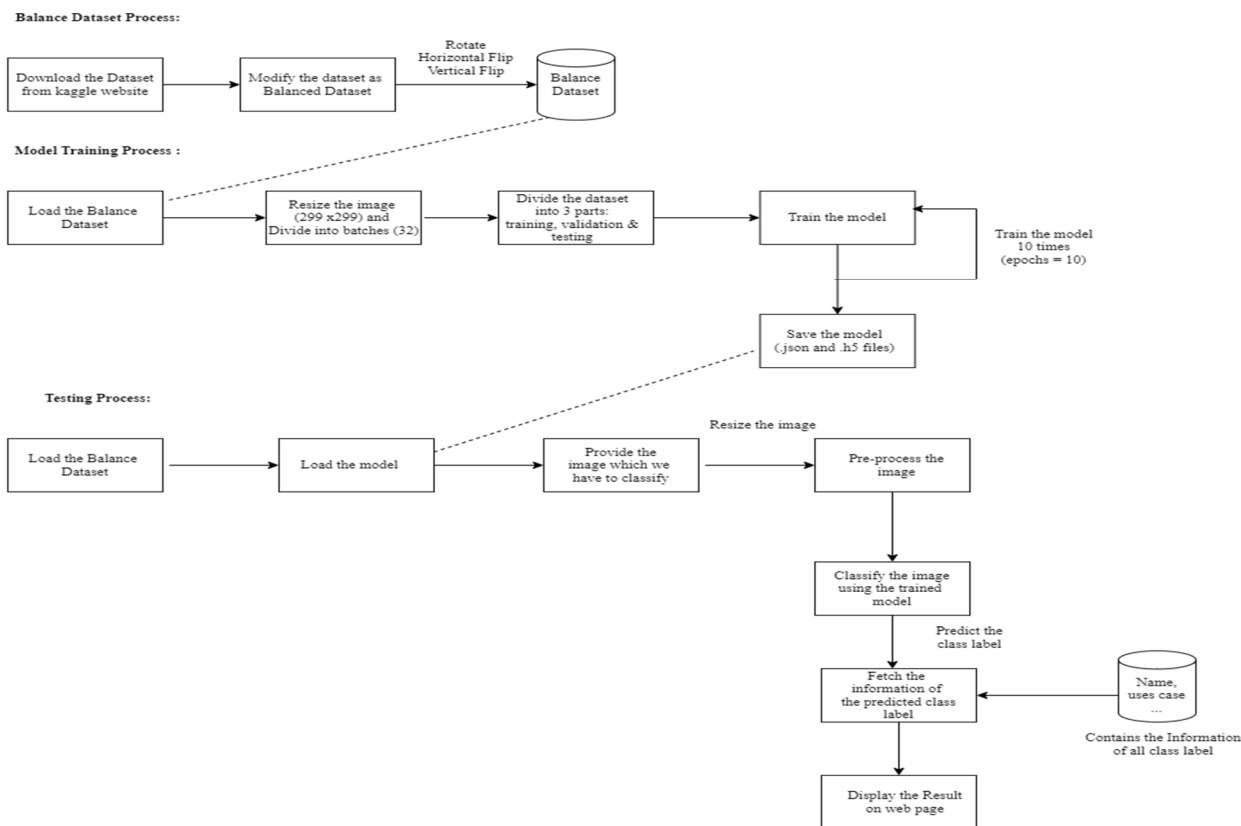 Balance Dataset Process:
Download the Dataset
from kaggle website
Modify the dataset as
Balanced Dataset
Rotate
Horizontal Flip
Vertical Flip
Balance
Dataset
Model Training Process :
Load the Balance
Dataset
Resize the image
(299 x299) and
Divide into batches (32)
Divide the dataset
into 3 parts:
training, validation &
testing
Train the model
Train the model
10 times
(epochs = 10)
Save the model
(.json and .h5 files)
Testing Process:
Load the Balance
Dataset
Load the model
Provide the
image which we
have to classify
Resize the image
Pre-process the
image
Classify the image
using the trained
model
Predict the
class label
Fetch the
information of
the predicted class
label
Name,
uses case
...
Contains the Information
of all class label
Display the Result
on web page